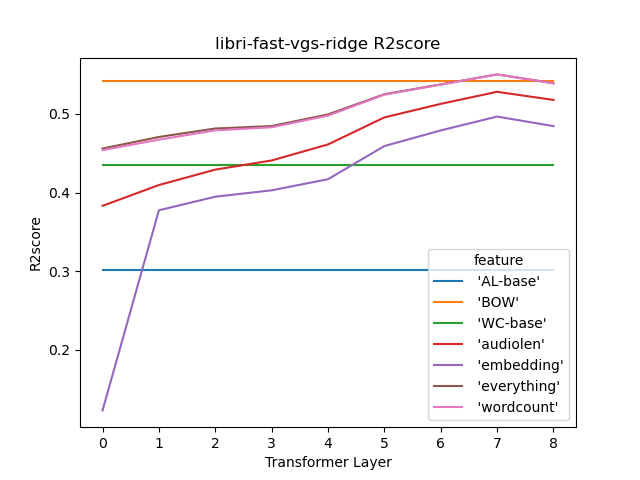 libri-fast-vgs-ridge R2score
R2score
0.5
0.4
0.3
0.2
feature
'AL-base'
'BOW'
'WC-base'
'audiolen'
'embedding'
'everything'
'wordcount'
0 1 2 3 4 5 6 7 8
Transformer Layer